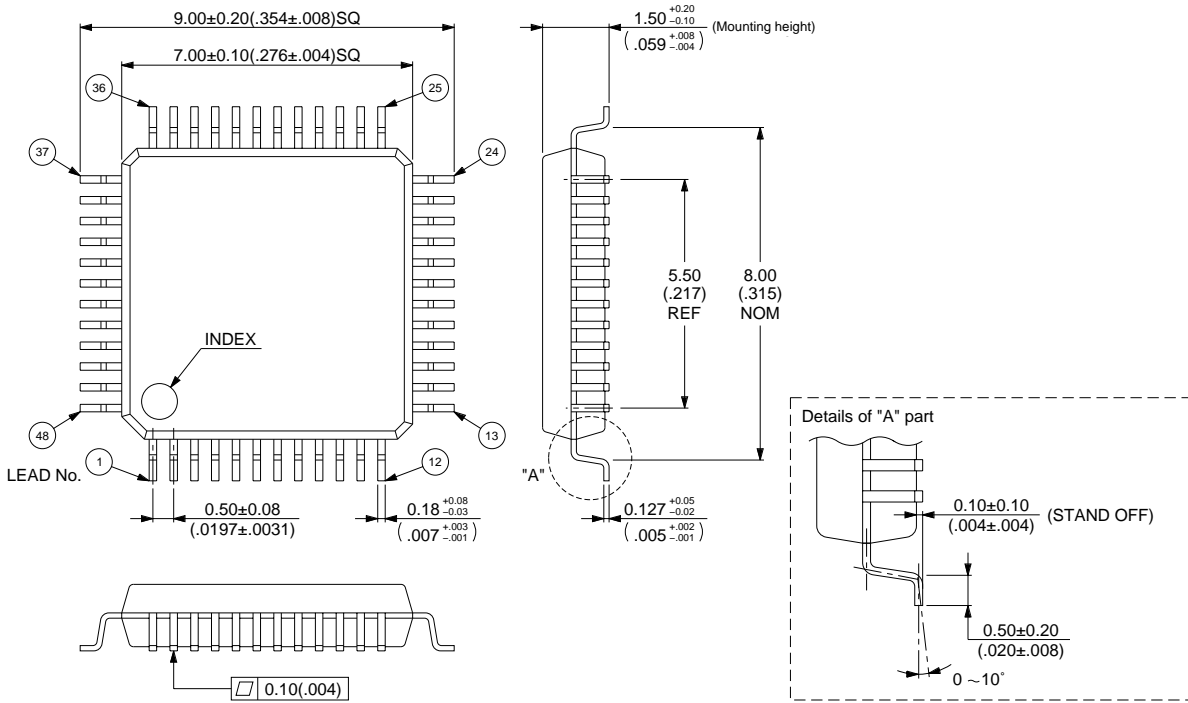 9.00±0.20(.354±.008)SQ
1.50 +0.20 -0.10 (Mounting height)
( .059 +.008 -.004 )
7.00±0.10(.276±.004)SQ
36
25
37
24
5.50
(.217)
REF
8.00
(.315)
NOM
INDEX
48
13
LEAD No.
1
12
"A"
0.50±0.08
(.0197±.0031)
0.18 +0.08 -0.03
( .007 +.003 -.001 )
0.127 +0.05 -0.02
( .005 +.002 -.001 )
Details of "A" part
0.10±0.10
(.004±.004)
(STAND OFF)
0.50±0.20
(.020±.008)
0 ~10°
0.10(.004)